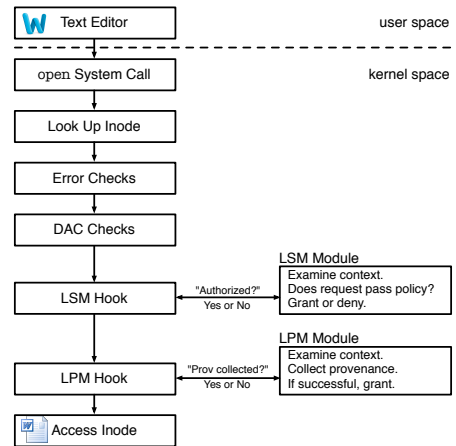 Text Editor
user space
open System Call
kernel space
Look Up Inode
Error Checks
DAC Checks
LSM Module
LSM Hook
"Authorized?"
Yes or No
Examine context.
Does request pass policy?
Grant or deny.
LPM Module
LPM Hook
"Prov collected?"
Yes or No
Examine context.
Collect provenance.
If successful, grant.
Access Inode